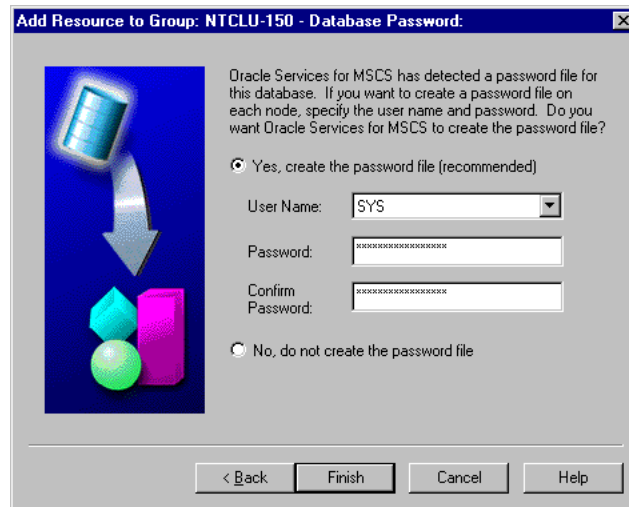 Add Resource to Group: NTCLU-150 - Database Password:
Oracle Services for MSCS has detected a password file for
this database. If you want to create a password file on
each node, specify the user name and password. Do you
want Oracle Services for MSCS to create the password file?
Yes, create the password file (recommended)
User Name: SYS
Password: *****************
Confirm
Password: *****************
No, do not create the password file
< Back Finish Cancel Help